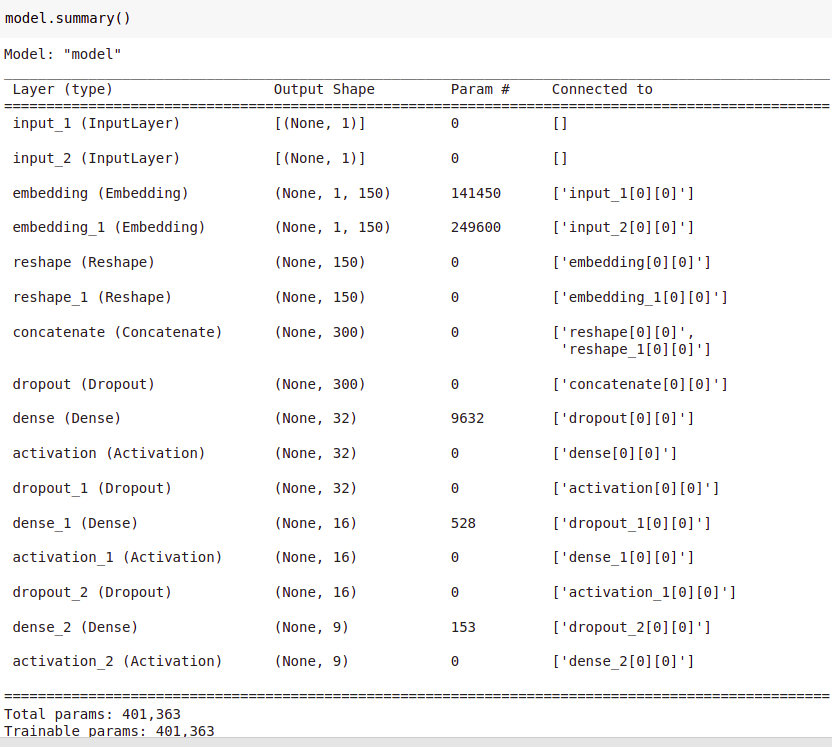 model.summary()
Model: "model"
__________________________________________________________________________________________________
Layer (type) Output Shape Param # Connected to
==================================================================================================
input_1 (InputLayer) [(None, 1)] 0 []
input_2 (InputLayer) [(None, 1)] 0 []
embedding (Embedding) (None, 1, 150) 141450 ['input_1[0][0]']
embedding_1 (Embedding) (None, 1, 150) 249600 ['input_2[0][0]']
reshape (Reshape) (None, 150) 0 ['embedding[0][0]']
reshape_1 (Reshape) (None, 150) 0 ['embedding_1[0][0]']
concatenate (Concatenate) (None, 300) 0 ['reshape[0][0]',
'reshape_1[0][0]']
dropout (Dropout) (None, 300) 0 ['concatenate[0][0]']
dense (Dense) (None, 32) 9632 ['dropout[0][0]']
activation (Activation) (None, 32) 0 ['dense[0][0]']
dropout_1 (Dropout) (None, 32) 0 ['activation[0][0]']
dense_1 (Dense) (None, 16) 528 ['dropout_1[0][0]']
activation_1 (Activation) (None, 16) 0 ['dense_1[0][0]']
dropout_2 (Dropout) (None, 16) 0 ['activation_1[0][0]']
dense_2 (Dense) (None, 9) 153 ['dropout_2[0][0]']
activation_2 (Activation) (None, 9) 0 ['dense_2[0][0]']
==================================================================================================
Total params: 401,363
Trainable params: 401,363